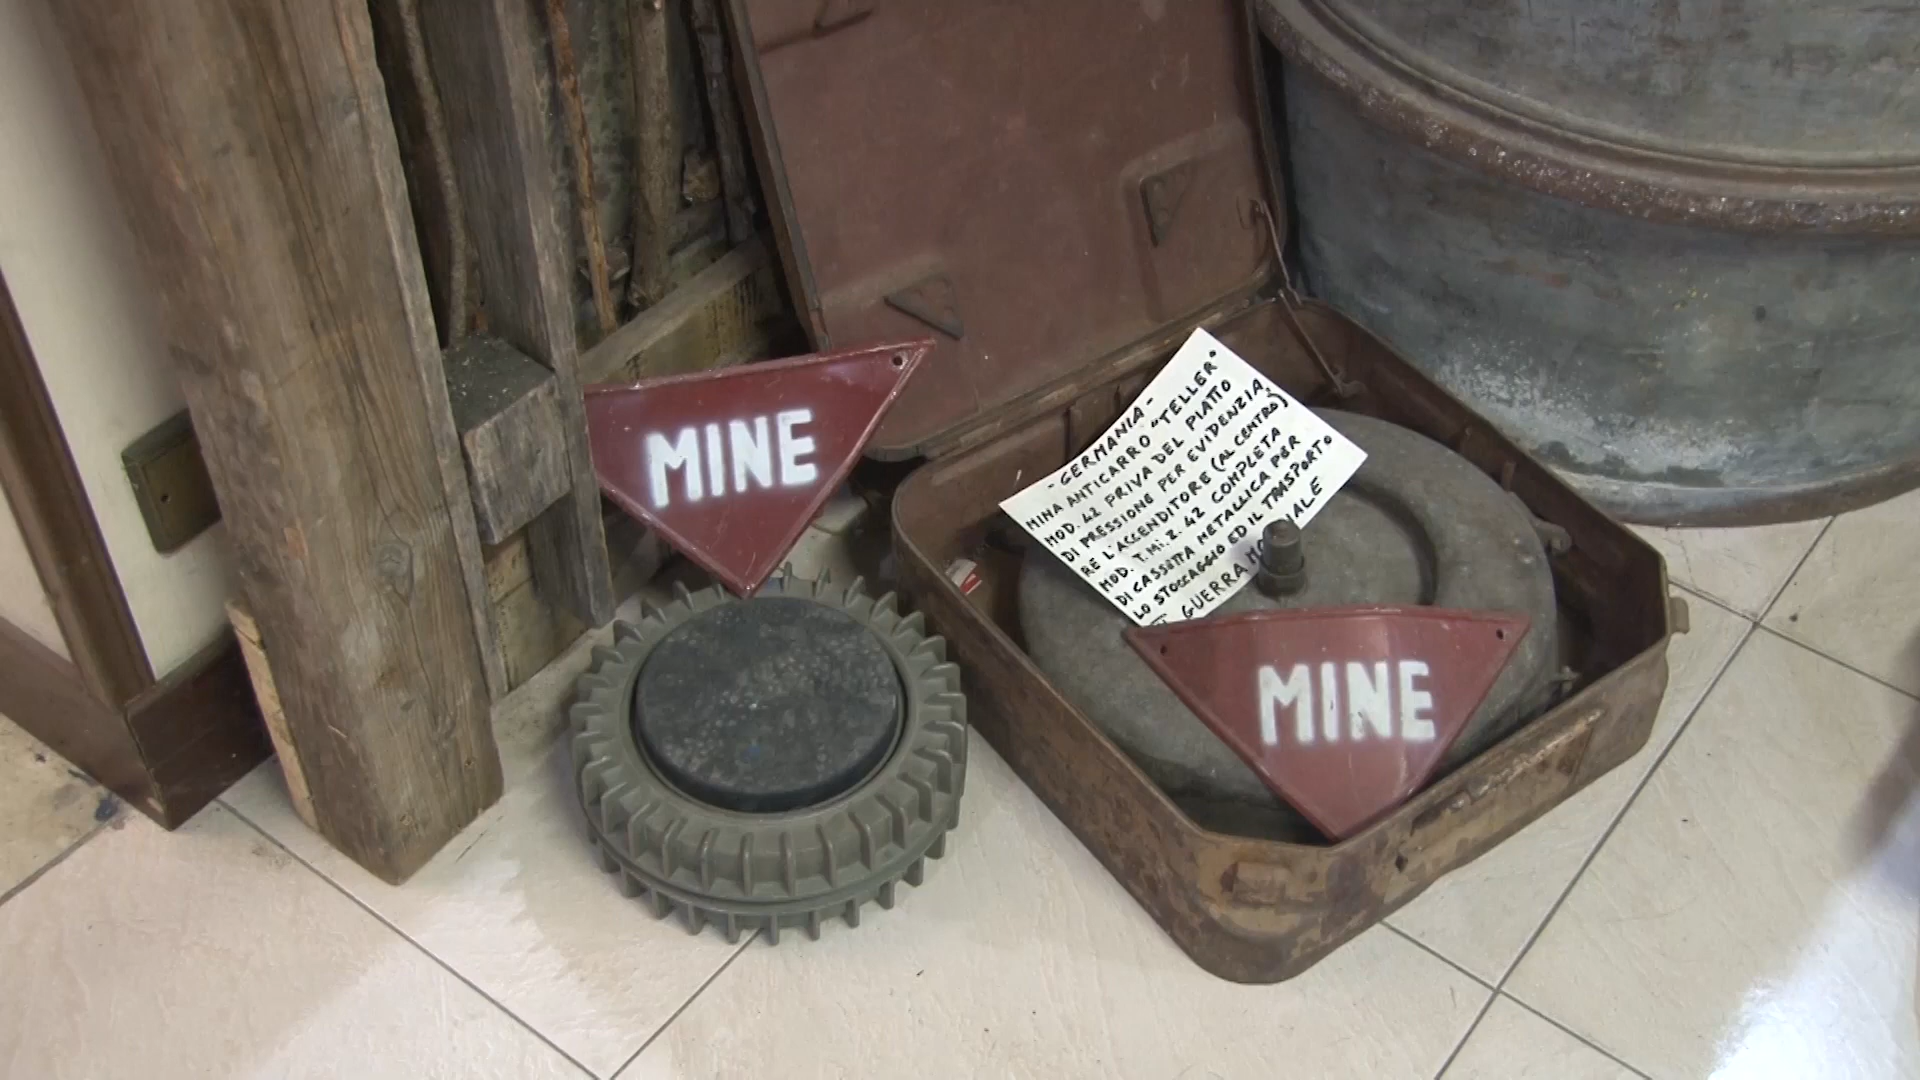 MINE
- GERMANIA -
MINA ANTICARRO "TELLER"
MOD. 42 PRIVA DEL PIATTO
DI PRESSIONE PER EVIDENZIA,
RE L'ACCENDITORE (AL CENTRO)
MOD. T.Mi.Z. 42 COMPLETA
DI CASSETTA METALLICA PER
LO STOCCAGGIO ED IL TRASPORTO
GUERRA
MINE